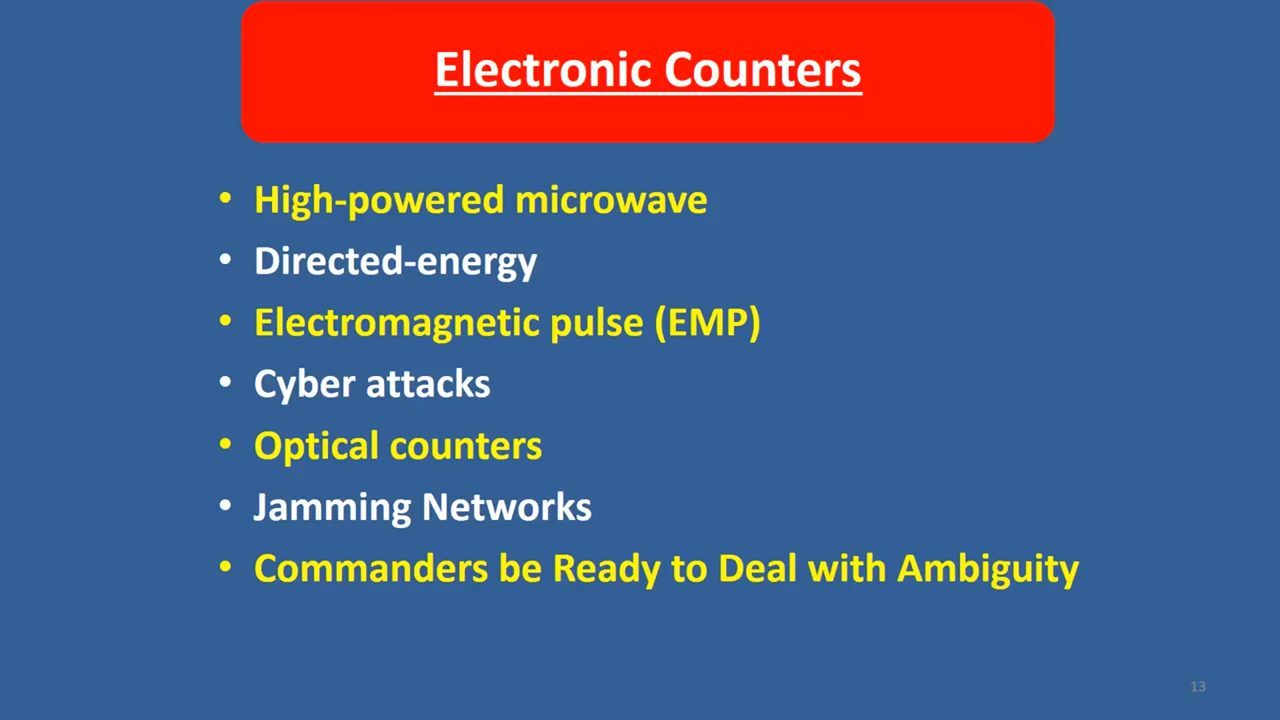 Electronic Counters
• High-powered microwave
• Directed-energy
• Electromagnetic pulse (EMP)
• Cyber attacks
• Optical counters
• Jamming Networks
• Commanders be Ready to Deal with Ambiguity
13